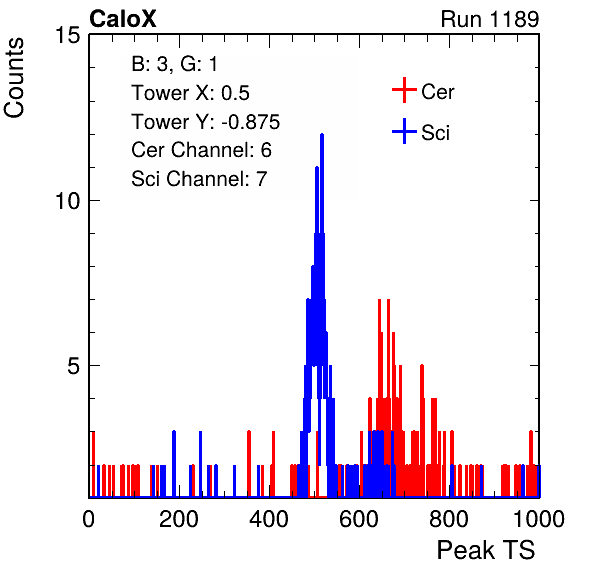 CaloX Run 1189
Counts
15
10
5
B: 3, G: 1
Tower X: 0.5
Tower Y: -0.875
Cer Channel: 6
Sci Channel: 7
Cer
Sci
0 200 400 600 800 1000
Peak TS